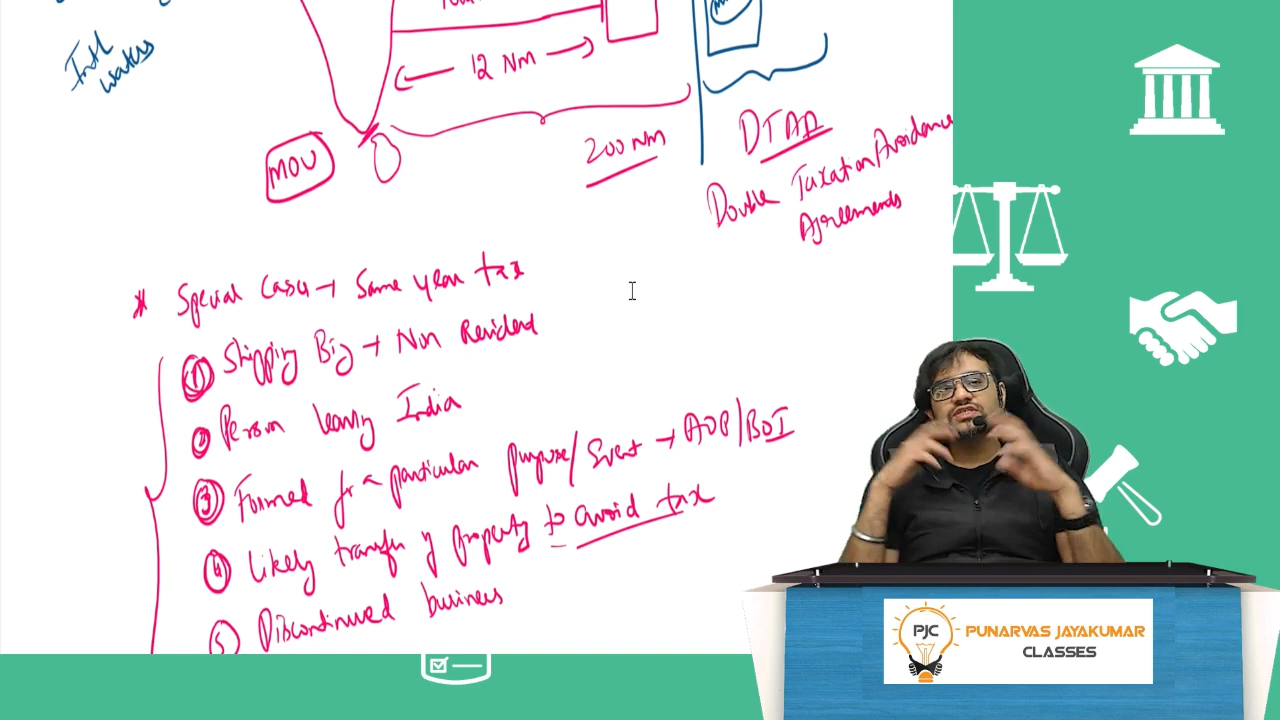 Intl
waters
12 Nm
MOU
200 Nm
DTAA
Double Taxation Avoidance
Agreements
* Special Cases → Same year tax
① Shipping Biz → Non Resident
② Person leaving India
③ Formed for a particular purpose/Event → AOP/BOI
④ Likely transfer of property to avoid tax
⑤ Discontinued business
PJC
PUNARVAS JAYAKUMAR
CLASSES